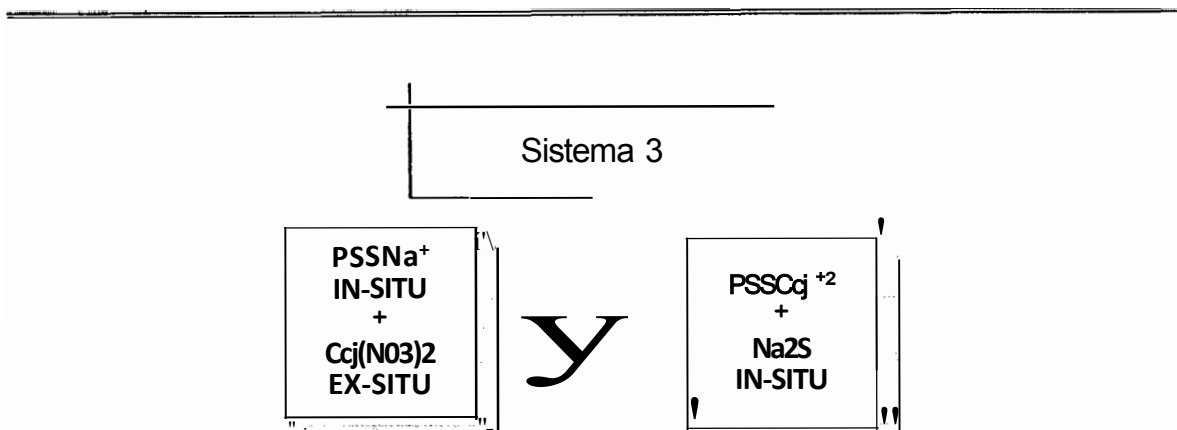 Sistema 3
PSSNa⁺
IN-SITU
+
Ccj(N03)2
EX-SITU
y
PSSCcj ⁺²
+
Na2S
IN-SITU